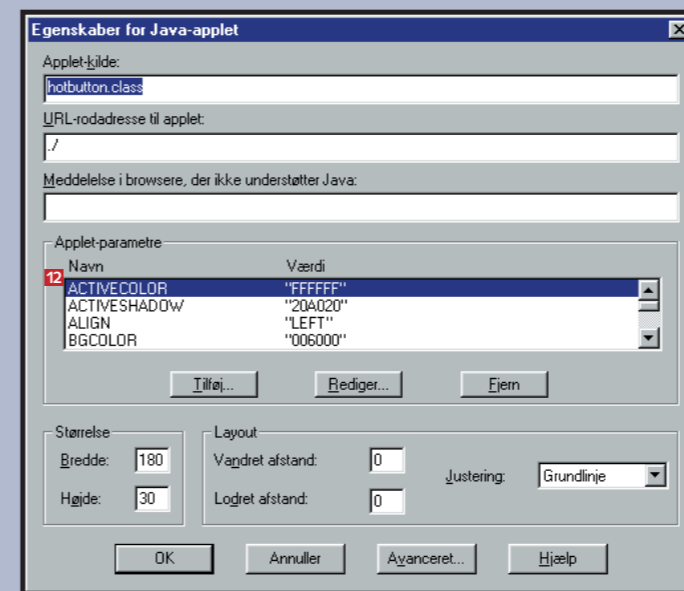 Egenskaber for Java-applet
Applet-kilde:
hotbutton.class
URL-rodadresse til applet:
./
Meddelelse i browsere, der ikke understøtter Java:
Applet-parametre
Navn Værdi
12
ACTIVECOLOR "FFFFFF"
ACTIVESHADOW "20A020"
ALIGN "LEFT"
BGCOLOR "006000"
Tilføj... Rediger... Fjern
Størrelse
Bredde: 180
Højde: 30
Layout
Vandret afstand: 0
Lodret afstand: 0
Justering: Grundlinje
OK Annuller Avanceret... Hjælp